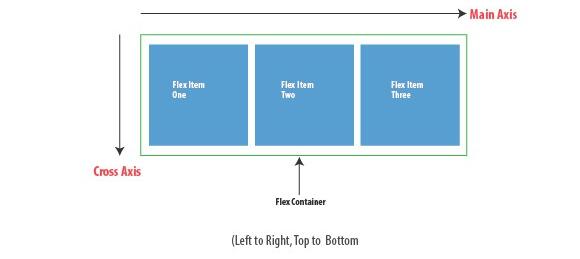 Main Axis
Flex Item
One
Flex Item
Two
Flex Item
Three
Cross Axis
Flex Container
(Left to Right, Top to Bottom